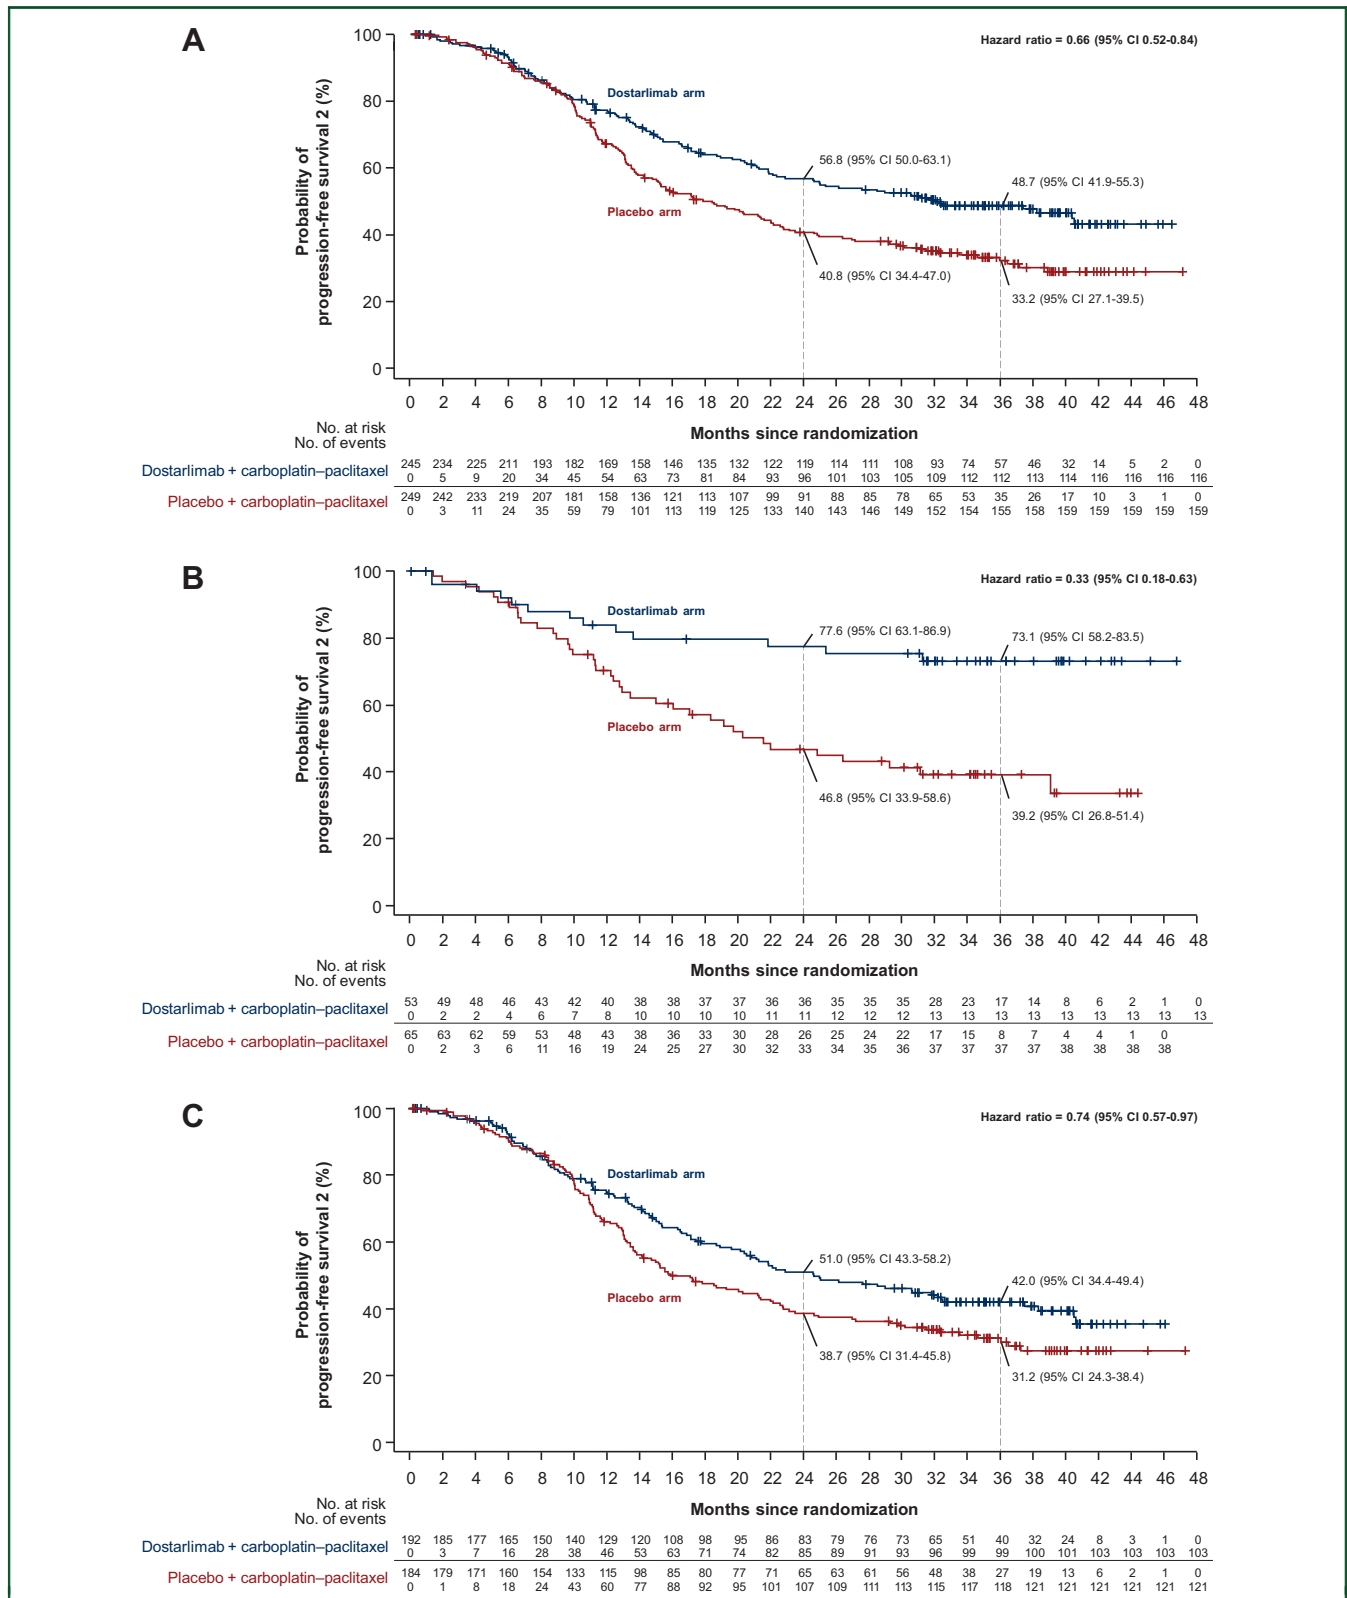 A
Hazard ratio = 0.66 (95% CI 0.52-0.84)
Probability of
progression-free survival 2 (%)
100
80
60
40
20
0
Dostarlimab arm
56.8 (95% CI 50.0-63.1)
48.7 (95% CI 41.9-55.3)
Placebo arm
40.8 (95% CI 34.4-47.0)
33.2 (95% CI 27.1-39.5)
0 2 4 6 8 10 12 14 16 18 20 22 24 26 28 30 32 34 36 38 40 42 44 46 48
No. at risk
No. of events
Months since randomization
Dostarlimab + carboplatin–paclitaxel
245 234 225 211 193 182 169 158 146 135 132 122 119 114 111 108 93 74 57 46 32 14 5 2 0
0 5 9 20 34 45 54 63 73 81 84 93 96 101 103 105 109 112 112 113 114 116 116 116 116
Placebo + carboplatin–paclitaxel
249 242 233 219 207 181 158 136 121 113 107 99 91 88 85 78 65 53 35 26 17 10 3 1 0
0 3 11 24 35 59 79 101 113 119 125 133 140 143 146 149 152 154 155 158 159 159 159 159 159
B
Hazard ratio = 0.33 (95% CI 0.18-0.63)
Probability of
progression-free survival 2 (%)
100
80
60
40
20
0
Dostarlimab arm
77.6 (95% CI 63.1-86.9)
73.1 (95% CI 58.2-83.5)
Placebo arm
46.8 (95% CI 33.9-58.6)
39.2 (95% CI 26.8-51.4)
0 2 4 6 8 10 12 14 16 18 20 22 24 26 28 30 32 34 36 38 40 42 44 46 48
No. at risk
No. of events
Months since randomization
Dostarlimab + carboplatin–paclitaxel
53 49 48 46 43 42 40 38 38 37 37 36 36 35 35 35 28 23 17 14 8 6 2 1 0
0 2 2 4 6 7 8 10 10 10 10 11 11 12 12 12 13 13 13 13 13 13 13 13 13
Placebo + carboplatin–paclitaxel
65 63 62 59 53 48 43 38 36 33 30 28 26 25 24 22 17 15 8 7 4 4 1 0
0 2 3 6 11 16 19 24 25 27 30 32 33 34 35 36 37 37 37 37 38 38 38 38
C
Hazard ratio = 0.74 (95% CI 0.57-0.97)
Probability of
progression-free survival 2 (%)
100
80
60
40
20
0
Dostarlimab arm
51.0 (95% CI 43.3-58.2)
42.0 (95% CI 34.4-49.4)
Placebo arm
38.7 (95% CI 31.4-45.8)
31.2 (95% CI 24.3-38.4)
0 2 4 6 8 10 12 14 16 18 20 22 24 26 28 30 32 34 36 38 40 42 44 46 48
No. at risk
No. of events
Months since randomization
Dostarlimab + carboplatin–paclitaxel
192 185 177 165 150 140 129 120 108 98 95 86 83 79 76 73 65 51 40 32 24 8 3 1 0
0 3 7 16 28 38 46 53 63 71 74 82 85 89 91 93 96 99 99 100 101 103 103 103 103
Placebo + carboplatin–paclitaxel
184 179 171 160 154 133 115 98 85 80 77 71 65 63 61 56 48 38 27 19 13 6 2 1 0
0 1 8 18 24 43 60 77 88 92 95 101 107 109 111 113 115 117 118 121 121 121 121 121 121